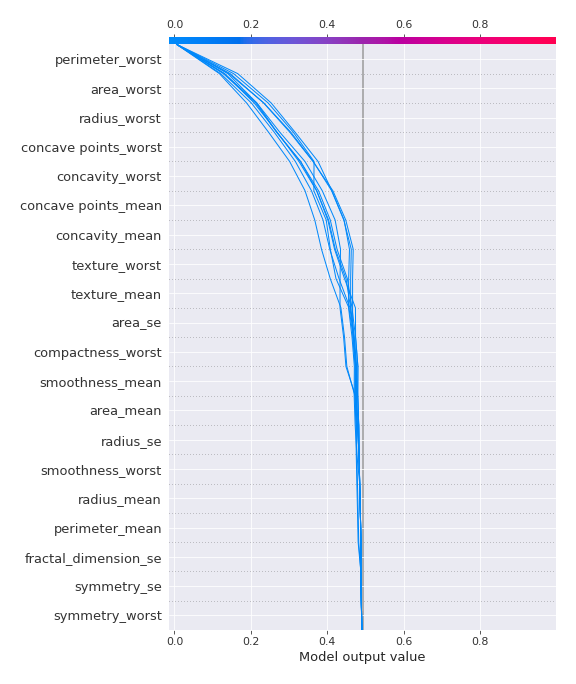 0.0 0.2 0.4 0.6 0.8
perimeter_worst
area_worst
radius_worst
concave points_worst
concavity_worst
concave points_mean
concavity_mean
texture_worst
texture_mean
area_se
compactness_worst
smoothness_mean
area_mean
radius_se
smoothness_worst
radius_mean
perimeter_mean
fractal_dimension_se
symmetry_se
symmetry_worst
0.0 0.2 0.4 0.6 0.8
Model output value